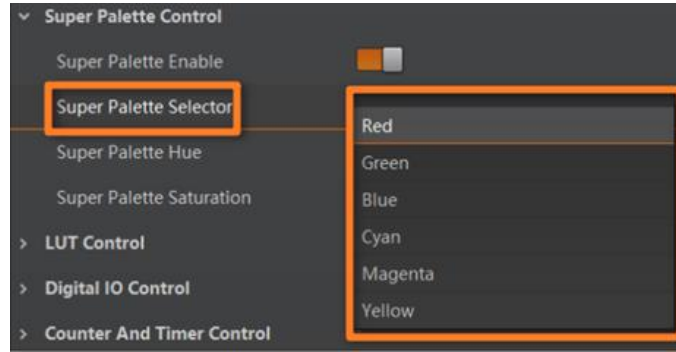 Super Palette Control
Super Palette Enable
Super Palette Selector
Red
Super Palette Hue
Green
Super Palette Saturation
Blue
LUT Control
Cyan
Digital IO Control
Magenta
Yellow
Counter And Timer Control